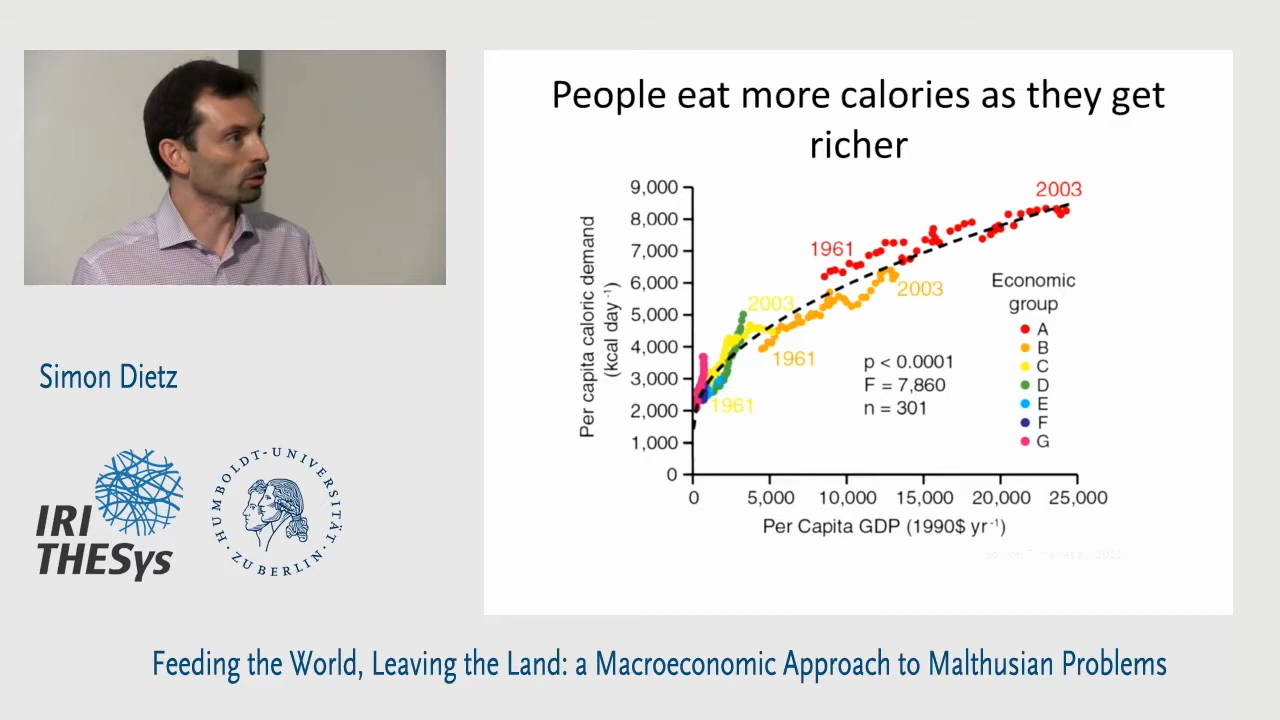 People eat more calories as they get
richer
9,000
8,000
7,000
6,000
5,000
4,000
3,000
2,000
1,000
0
Per capita caloric demand
(kcal day⁻¹)
2003
1961
2003
2003
1961
1961
Economic
group
A
B
C
D
E
F
G
p < 0.0001
F = 7,860
n = 301
0 5,000 10,000 15,000 20,000 25,000
Per Capita GDP (1990$ yr⁻¹)
Simon Dietz
IRI
THESys
HUMBOLDT-UNIVERSITÄT · ZU BERLIN ·
Feeding the World, Leaving the Land: a Macroeconomic Approach to Malthusian Problems